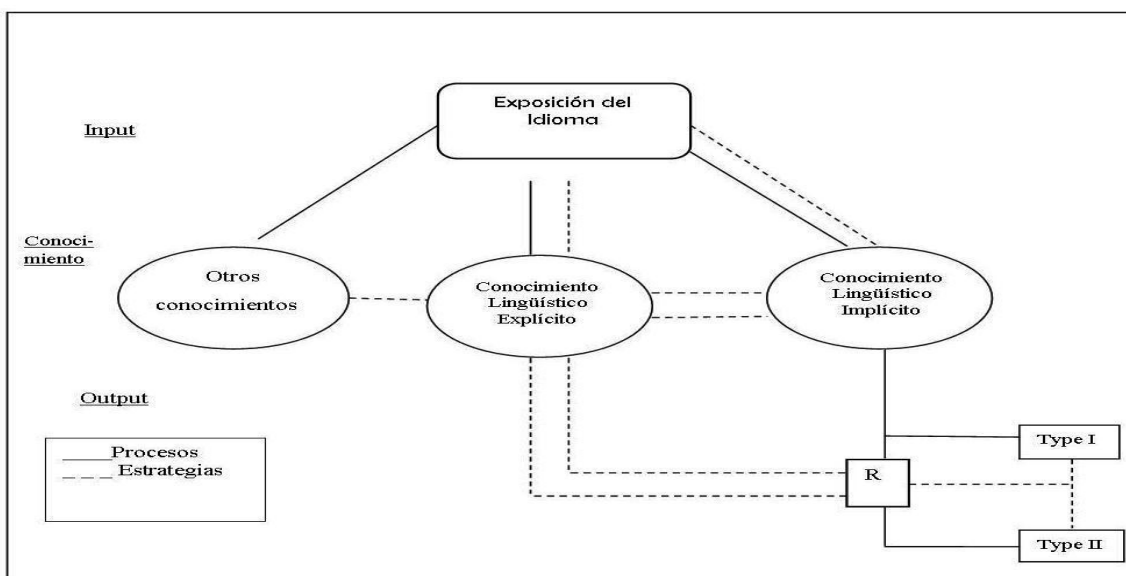 Exposición del
Idioma
Input
Conoci-
miento
Otros
conocimientos
Conocimiento
Lingüístico
Explícito
Conocimiento
Lingüístico
Implícito
Output
Procesos
Estrategias
Type I
R
Type II